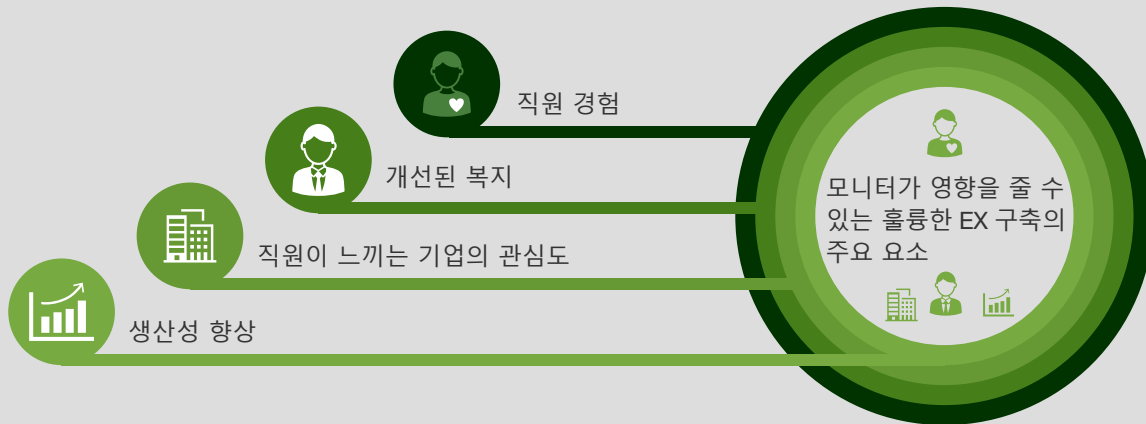 직원 경험
개선된 복지
직원이 느끼는 기업의 관심도
생산성 향상
모니터가 영향을 줄 수
있는 훌륭한 EX 구축의
주요 요소